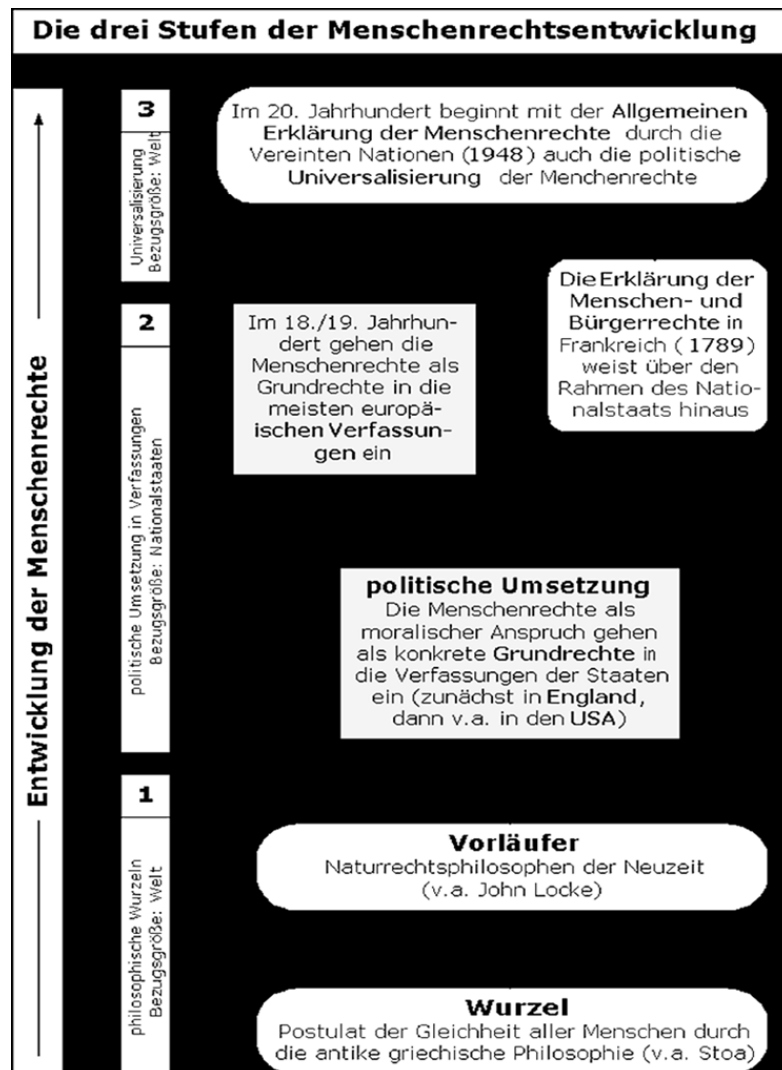 Die drei Stufen der Menschenrechtsentwicklung
Entwicklung der Menschenrechte
3
Universalisierung
Bezugsgröße: Welt
Im 20. Jahrhundert beginnt mit der Allgemeinen
Erklärung der Menschenrechte durch die
Vereinten Nationen (1948) auch die politische
Universalisierung der Menchenrechte
Die Erklärung der
Menschen- und
Bürgerrechte in
Frankreich (1789)
weist über den
Rahmen des Natio-
nalstaats hinaus
2
politische Umsetzung in Verfassungen
Bezugsgröße: Nationalstaaten
Im 18./19. Jahrhun-
dert gehen die
Menschenrechte als
Grundrechte in die
meisten europä-
ischen Verfassun-
gen ein
politische Umsetzung
Die Menschenrechte als
moralischer Anspruch gehen
als konkrete Grundrechte in
die Verfassungen der Staaten
ein (zunächst in England,
dann v.a. in den USA)
1
philosophische Wurzeln
Bezugsgröße: Welt
Vorläufer
Naturrechtsphilosophen der Neuzeit
(v.a. John Locke)
Wurzel
Postulat der Gleichheit aller Menschen durch
die antike griechische Philosophie (v.a. Stoa)